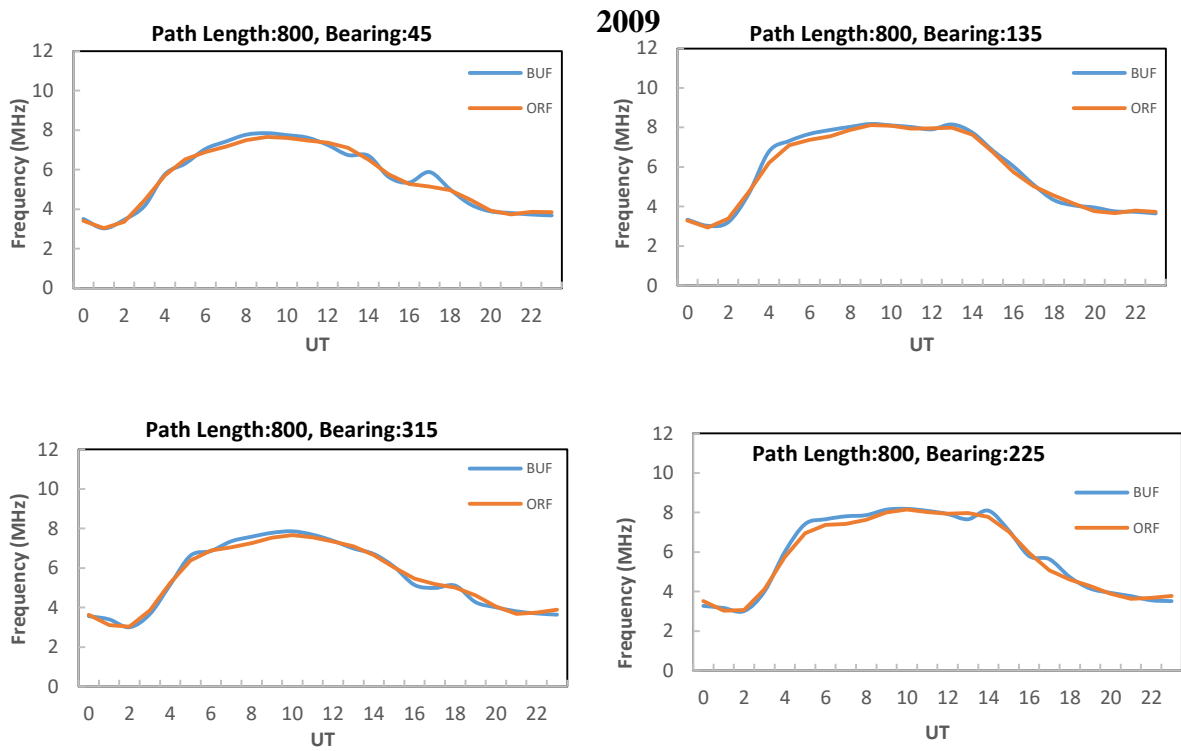 2009
Path Length:800, Bearing:45
12
10
8
6
4
2
0
Frequency (MHz)
BUF
ORF
0 2 4 6 8 10 12 14 16 18 20 22
UT
Path Length:800, Bearing:135
12
10
8
6
4
2
0
Frequency (MHz)
BUF
ORF
0 2 4 6 8 10 12 14 16 18 20 22
UT
Path Length:800, Bearing:315
12
10
8
6
4
2
0
Frequency (MHz)
BUF
ORF
0 2 4 6 8 10 12 14 16 18 20 22
UT
Path Length:800, Bearing:225
12
10
8
6
4
2
0
Frequency (MHz)
BUF
ORF
0 2 4 6 8 10 12 14 16 18 20 22
UT